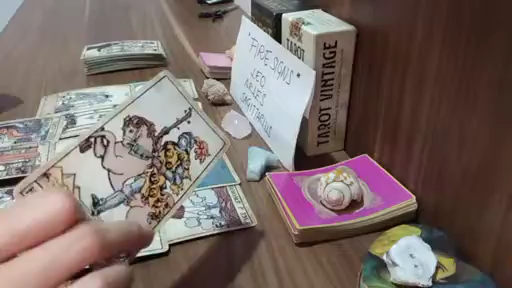 "FIRE SIGNS"
LEO
ARIES
SAGITTARIUS
TAROT
TAROT VINTAGE